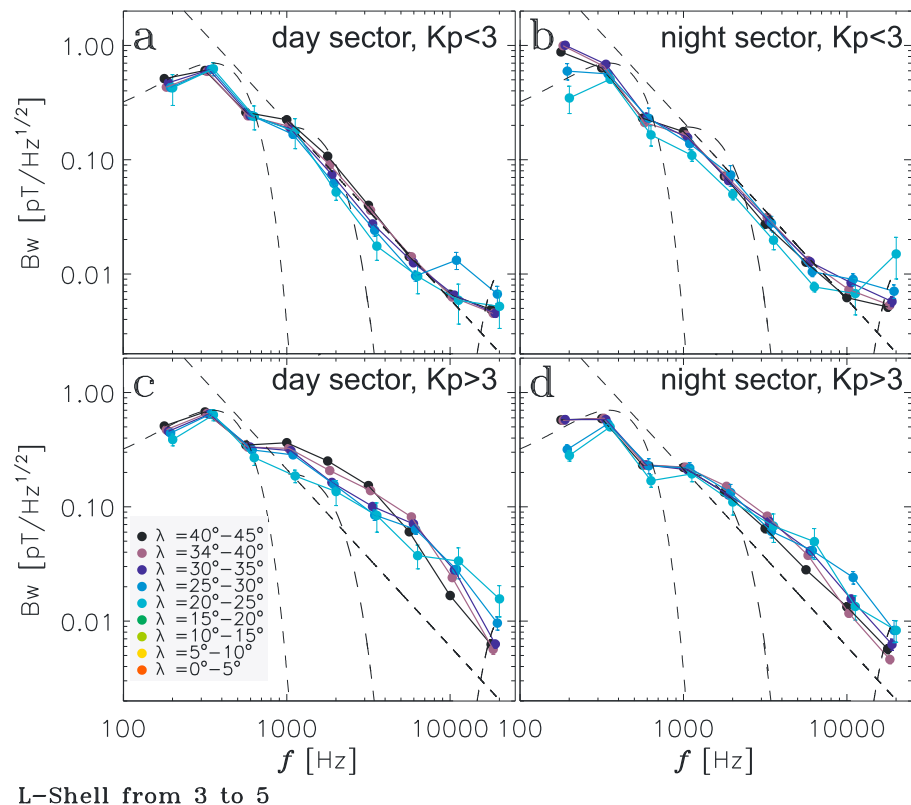 a day sector, Kp<3
b night sector, Kp<3
1.00
0.10
0.01
Bw [pT/Hz^{1/2}]
c day sector, Kp>3
d night sector, Kp>3
1.00
0.10
0.01
Bw [pT/Hz^{1/2}]
λ =40°−45°
λ =34°−40°
λ =30°−35°
λ =25°−30°
λ =20°−25°
λ =15°−20°
λ =10°−15°
λ =5°−10°
λ =0°−5°
100 1000 10000 100 1000 10000
f [Hz] f [Hz]
L−Shell from 3 to 5